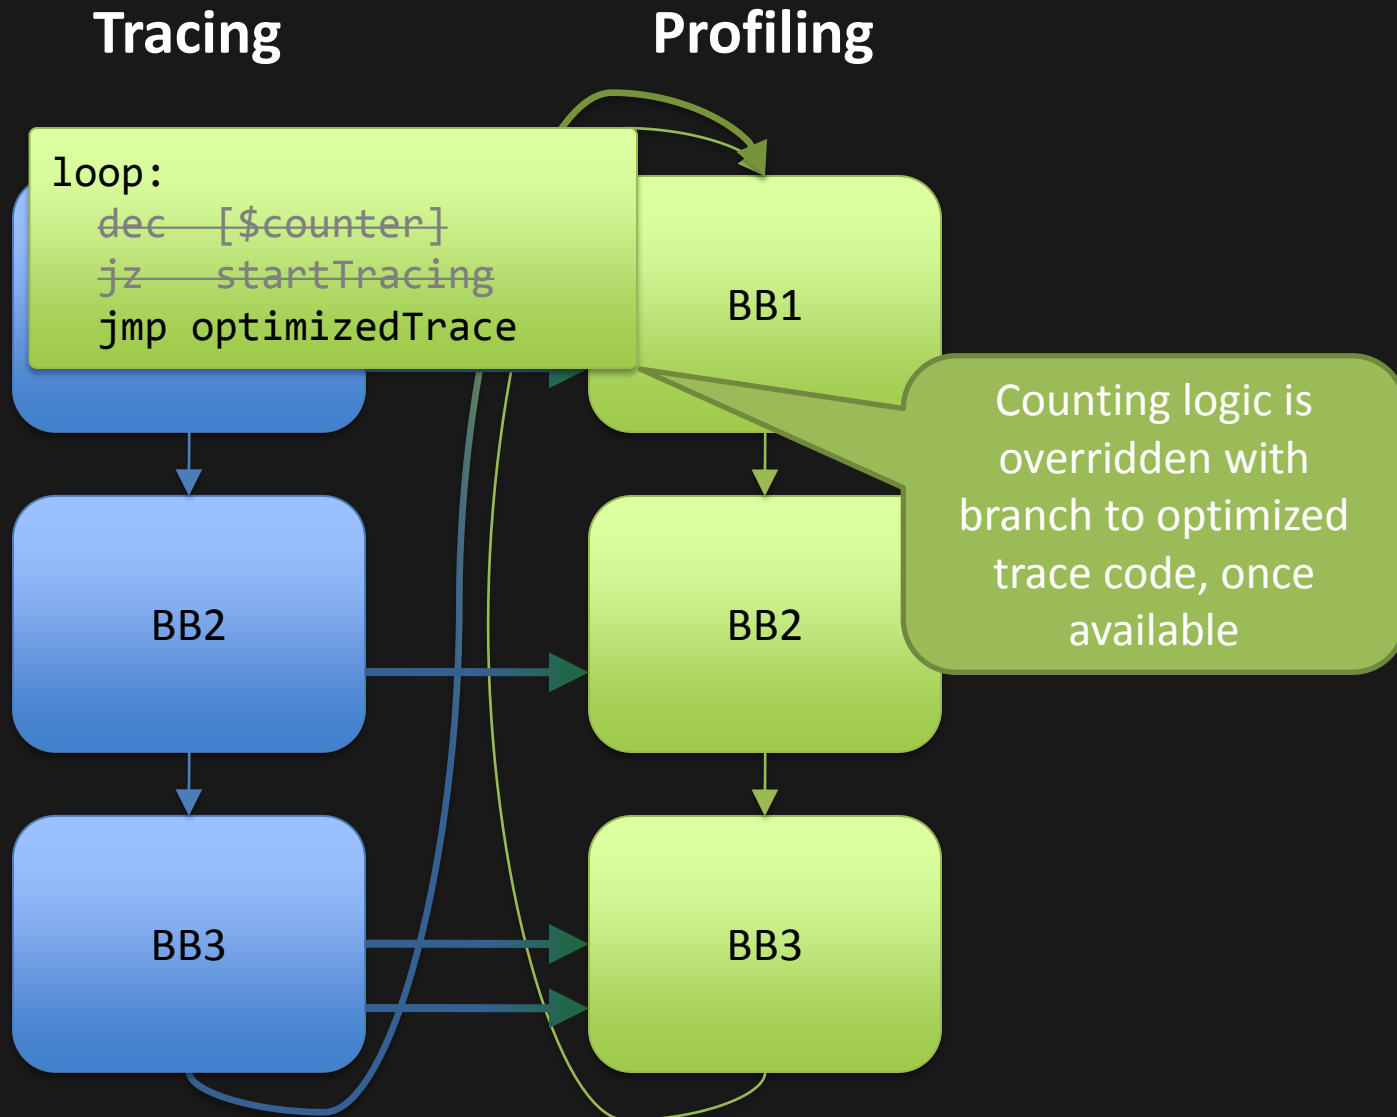 Tracing
Profiling
loop:
dec [$counter]
jz startTracing
jmp optimizedTrace
BB1
Counting logic is
overridden with
branch to optimized
trace code, once
available
BB2
BB2
BB3
BB3